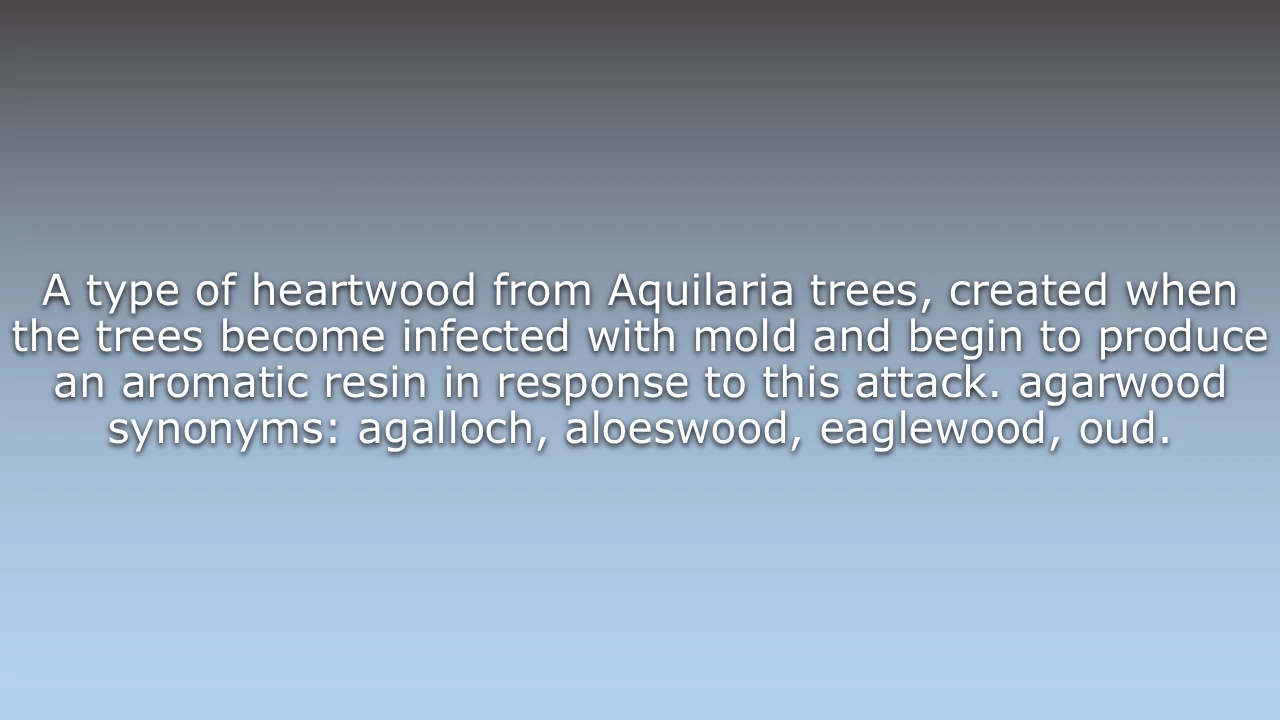 A type of heartwood from Aquilaria trees, created when
the trees become infected with mold and begin to produce
an aromatic resin in response to this attack. agarwood
synonyms: agalloch, aloeswood, eaglewood, oud.